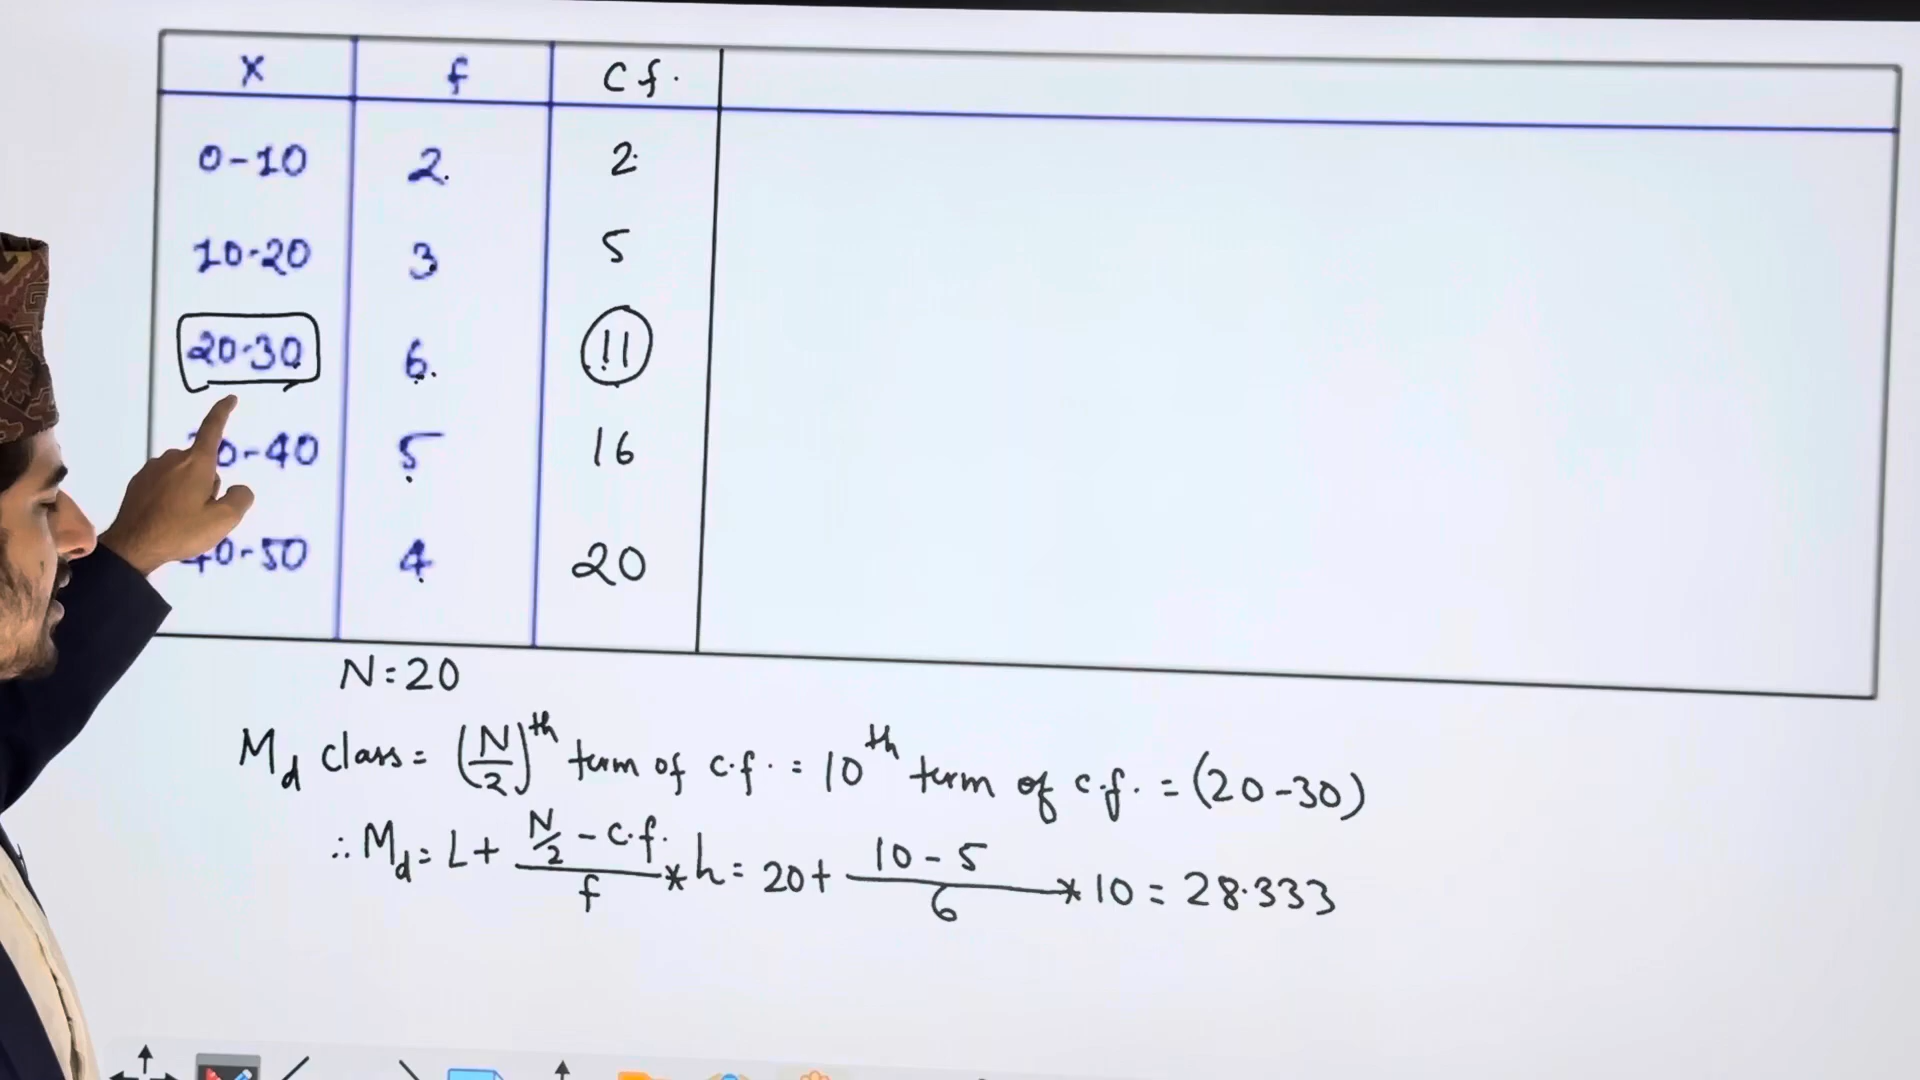 X f Cf.
0-10 2 2
10-20 3 5
20-30 6 11
0-40 5 16
0-50 4 20
N=20
Md class = (N/2)th term of c.f. = 10th term of c.f. = (20-30)
∴ Md = L + (N/2 - c.f.)/f * h = 20 + (10-5)/6 * 10 = 28.333